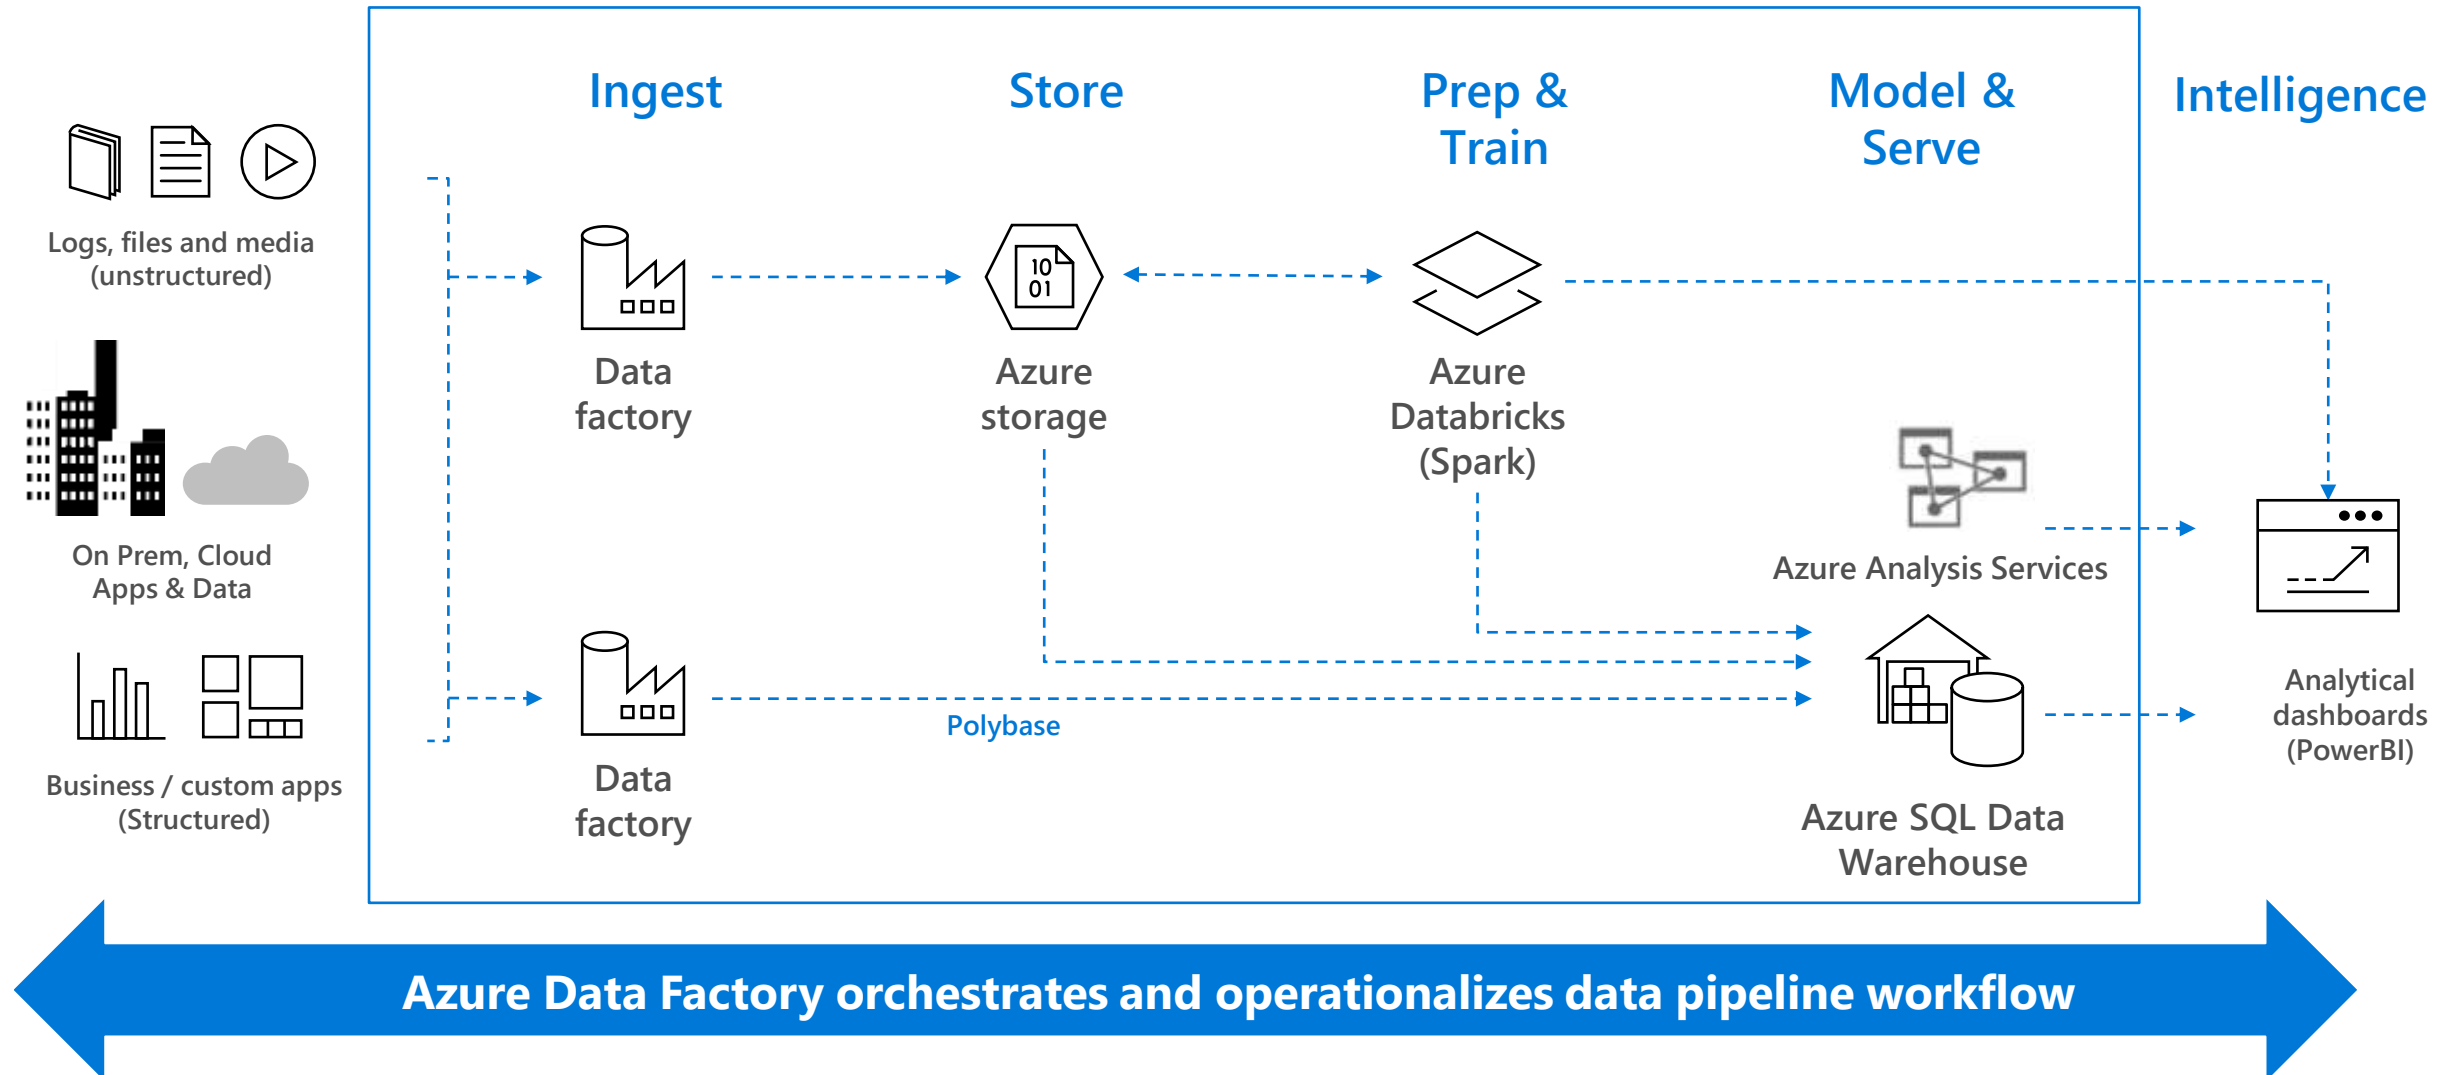 Ingest
Store
Prep &
Train
Model &
Serve
Intelligence
Logs, files and media
(unstructured)
On Prem, Cloud
Apps & Data
Business / custom apps
(Structured)
Data
factory
10
01
Azure
storage
Azure
Databricks
(Spark)
Azure Analysis Services
Data
factory
Polybase
Azure SQL Data
Warehouse
Analytical
dashboards
(PowerBI)
Azure Data Factory orchestrates and operationalizes data pipeline workflow